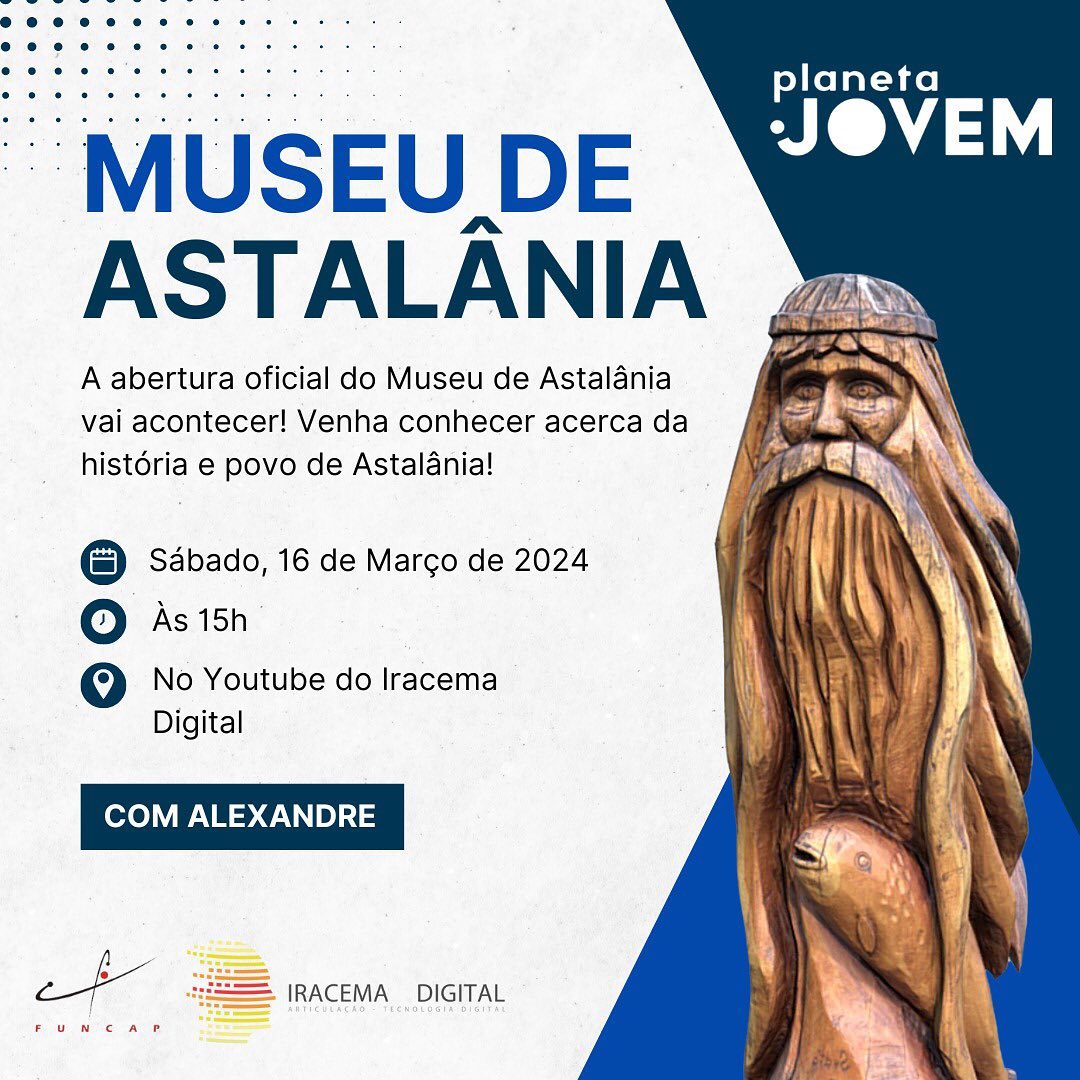 planeta
JOVEM
MUSEU DE
ASTALÂNIA
A abertura oficial do Museu de Astalânia
vai acontecer! Venha conhecer acerca da
história e povo de Astalânia!
Sábado, 16 de Março de 2024
Às 15h
No Youtube do Iracema
Digital
COM ALEXANDRE
FUNCAP
IRACEMA DIGITAL
ARTICULAÇÃO - TECNOLOGIA DIGITAL